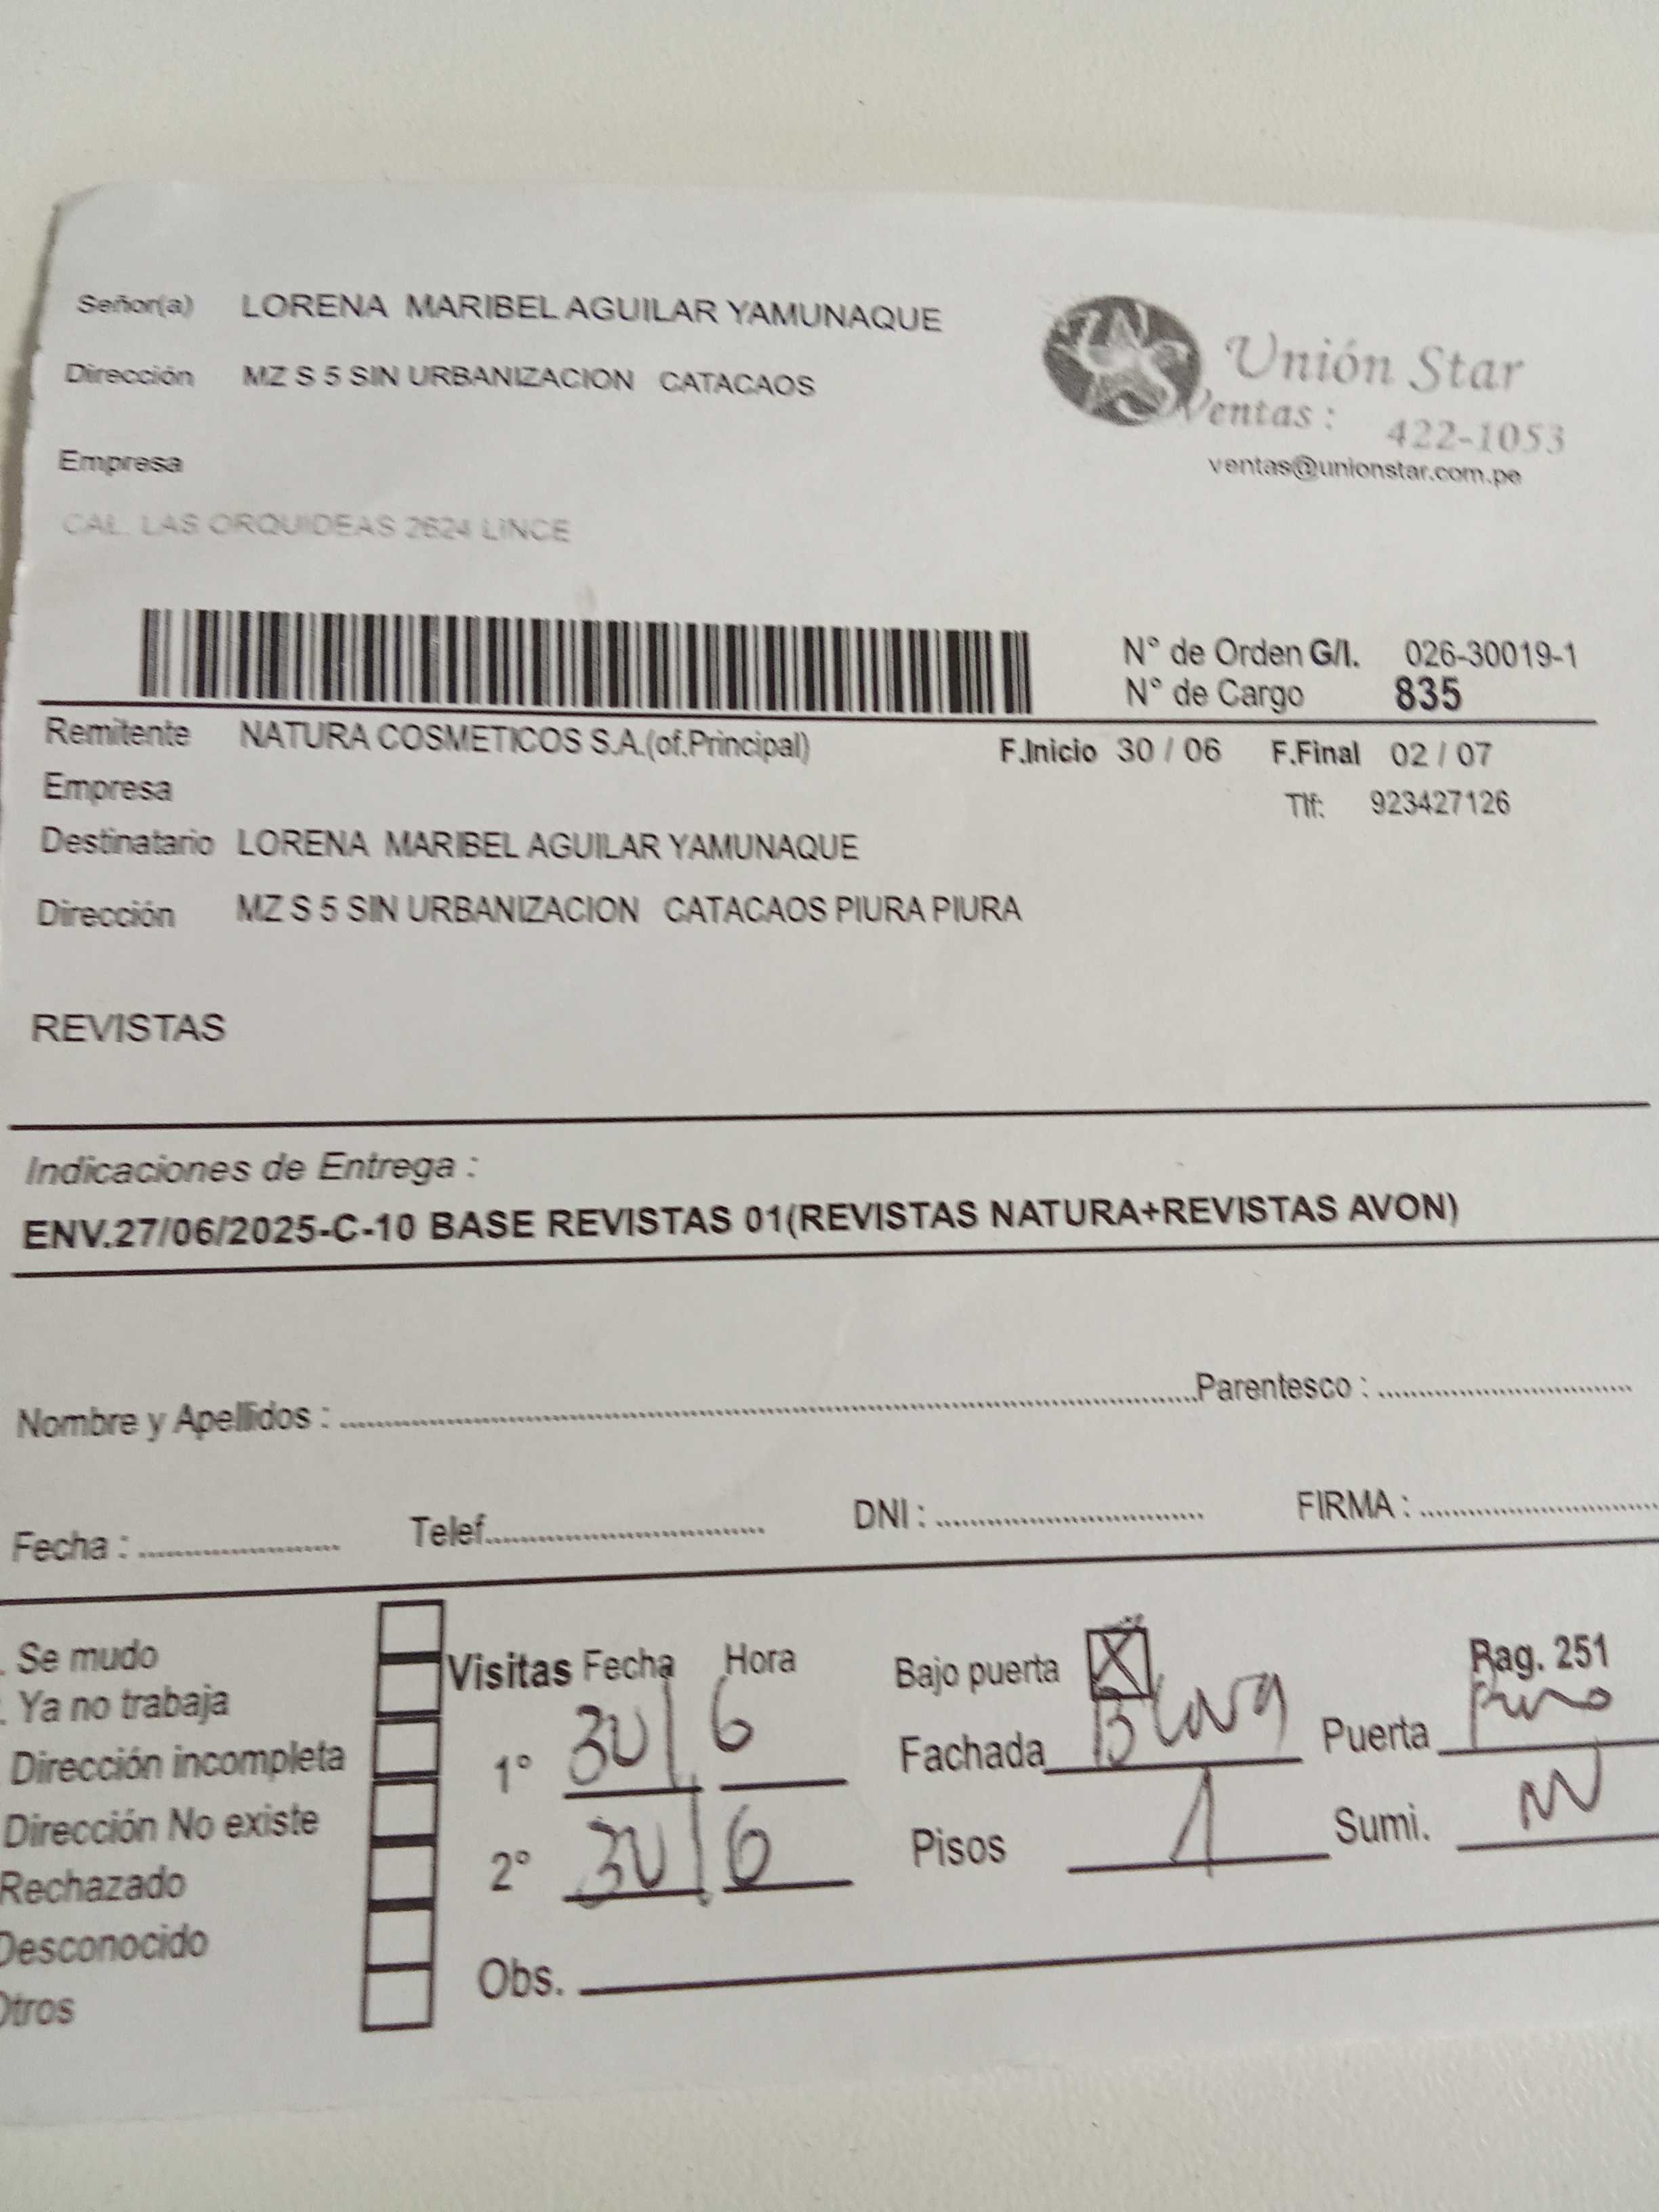 Señor(a) LORENA MARIBEL AGUILAR YAMUNAQUE
Dirección MZ S 5 SIN URBANIZACION CATACAOS
Unión Star
Ventas : 422-1053
ventas@unionstar.com.pe
Empresa
CAL. LAS ORQUIDEAS 2624 LINCE
N° de Orden G/I. 026-30019-1
N° de Cargo 835
Remitente NATURA COSMETICOS S.A.(of.Principal) F.Inicio 30 / 06 F.Final 02 / 07
Empresa Tlf: 923427126
Destinatario LORENA MARIBEL AGUILAR YAMUNAQUE
Dirección MZ S 5 SIN URBANIZACION CATACAOS PIURA PIURA
REVISTAS
Indicaciones de Entrega :
ENV.27/06/2025-C-10 BASE REVISTAS 01(REVISTAS NATURA+REVISTAS AVON)
Nombre y Apellidos : Parentesco :
Fecha : Telef. DNI : FIRMA :
Se mudo
Ya no trabaja
Dirección incompleta
Dirección No existe
Rechazado
Desconocido
Otros
Visitas Fecha Hora
1° 30 | 6
2° 30 | 6
Obs.
Bajo puerta X Pag. 251
Fachada Puerta
Pisos 1 Sumi.